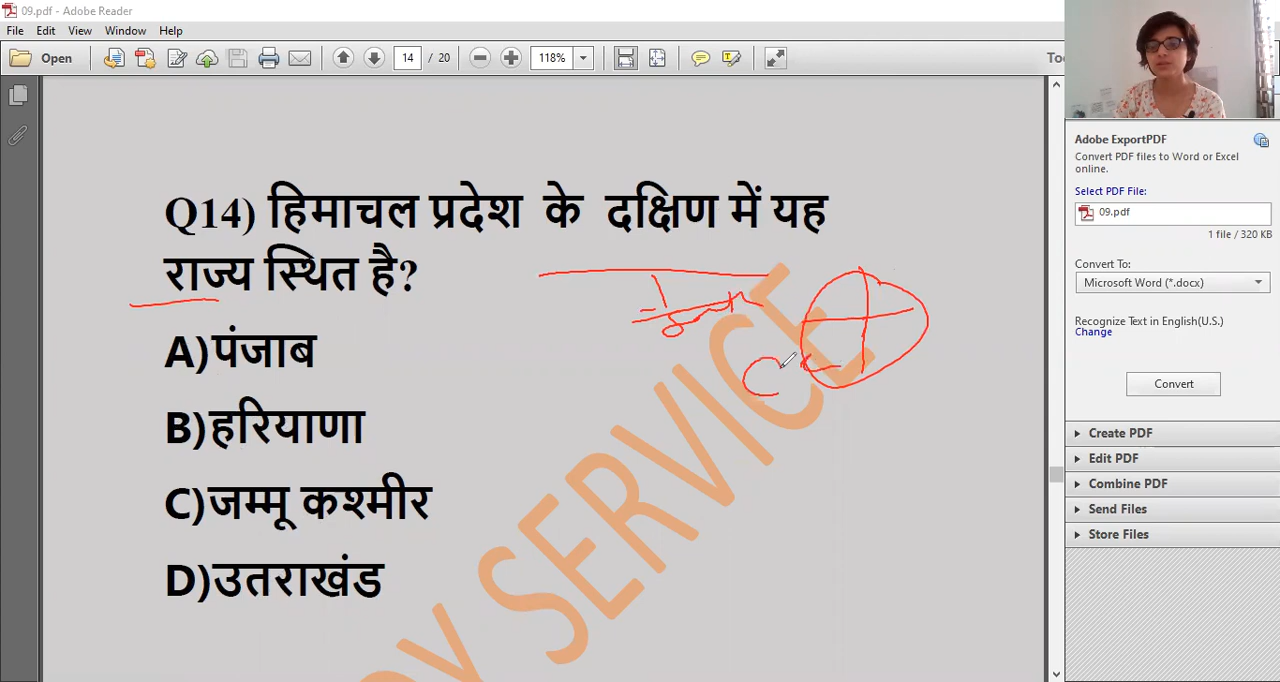 09.pdf - Adobe Reader
File Edit View Window Help
Open 14 / 20 118%
Q14) हिमाचल प्रदेश के दक्षिण में यह
राज्य स्थित है?
A)पंजाब
B)हरियाणा
C)जम्मू कश्मीर
D)उतराखंड
SERVICE
Adobe ExportPDF
Convert PDF files to Word or Excel
online.
Select PDF File:
09.pdf
1 file / 320 KB
Convert To:
Microsoft Word (*.docx)
Recognize Text in English(U.S.)
Change
Convert
Create PDF
Edit PDF
Combine PDF
Send Files
Store Files